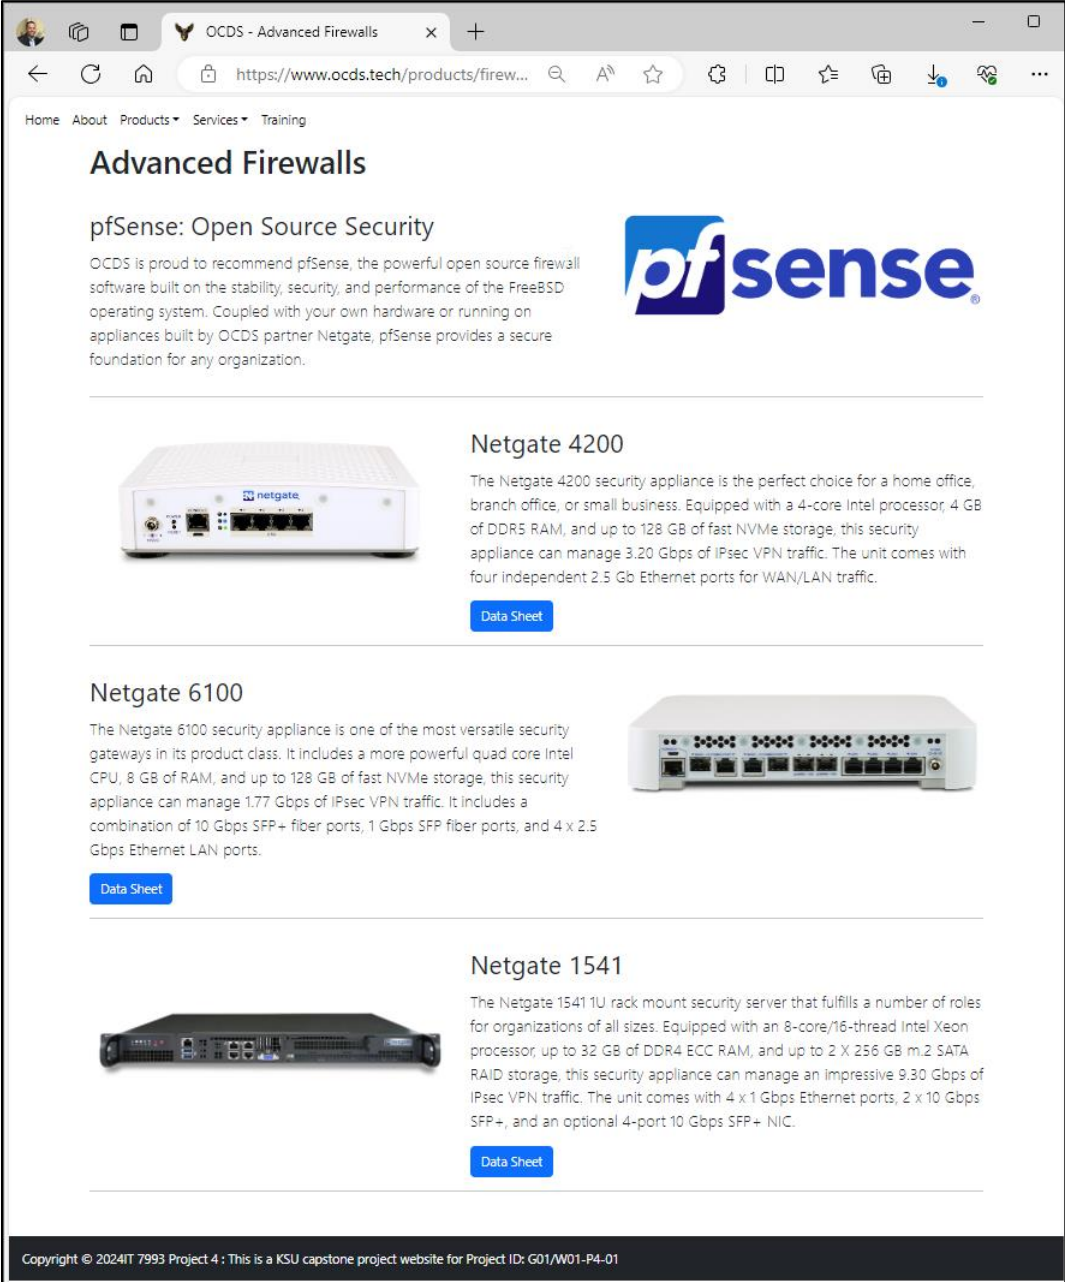 OCDS - Advanced Firewalls
https://www.ocds.tech/products/firew...
Home About Products Services Training
Advanced Firewalls
pfSense: Open Source Security
OCDS is proud to recommend pfSense, the powerful open source firewall
software built on the stability, security, and performance of the FreeBSD
operating system. Coupled with your own hardware or running on
appliances built by OCDS partner Netgate, pfSense provides a secure
foundation for any organization.
pfsense®
netgate
Netgate 4200
The Netgate 4200 security appliance is the perfect choice for a home office,
branch office, or small business. Equipped with a 4-core Intel processor, 4 GB
of DDR5 RAM, and up to 128 GB of fast NVMe storage, this security
appliance can manage 3.20 Gbps of IPsec VPN traffic. The unit comes with
four independent 2.5 Gb Ethernet ports for WAN/LAN traffic.
Data Sheet
Netgate 6100
The Netgate 6100 security appliance is one of the most versatile security
gateways in its product class. It includes a more powerful quad core Intel
CPU, 8 GB of RAM, and up to 128 GB of fast NVMe storage, this security
appliance can manage 1.77 Gbps of IPsec VPN traffic. It includes a
combination of 10 Gbps SFP+ fiber ports, 1 Gbps SFP fiber ports, and 4 x 2.5
Gbps Ethernet LAN ports.
Data Sheet
Netgate 1541
The Netgate 1541 1U rack mount security server that fulfills a number of roles
for organizations of all sizes. Equipped with an 8-core/16-thread Intel Xeon
processor, up to 32 GB of DDR4 ECC RAM, and up to 2 X 256 GB m.2 SATA
RAID storage, this security appliance can manage an impressive 9.30 Gbps of
IPsec VPN traffic. The unit comes with 4 x 1 Gbps Ethernet ports, 2 x 10 Gbps
SFP+, and an optional 4-port 10 Gbps SFP+ NIC.
Data Sheet
Copyright © 2024IT 7993 Project 4 : This is a KSU capstone project website for Project ID: G01/W01-P4-01